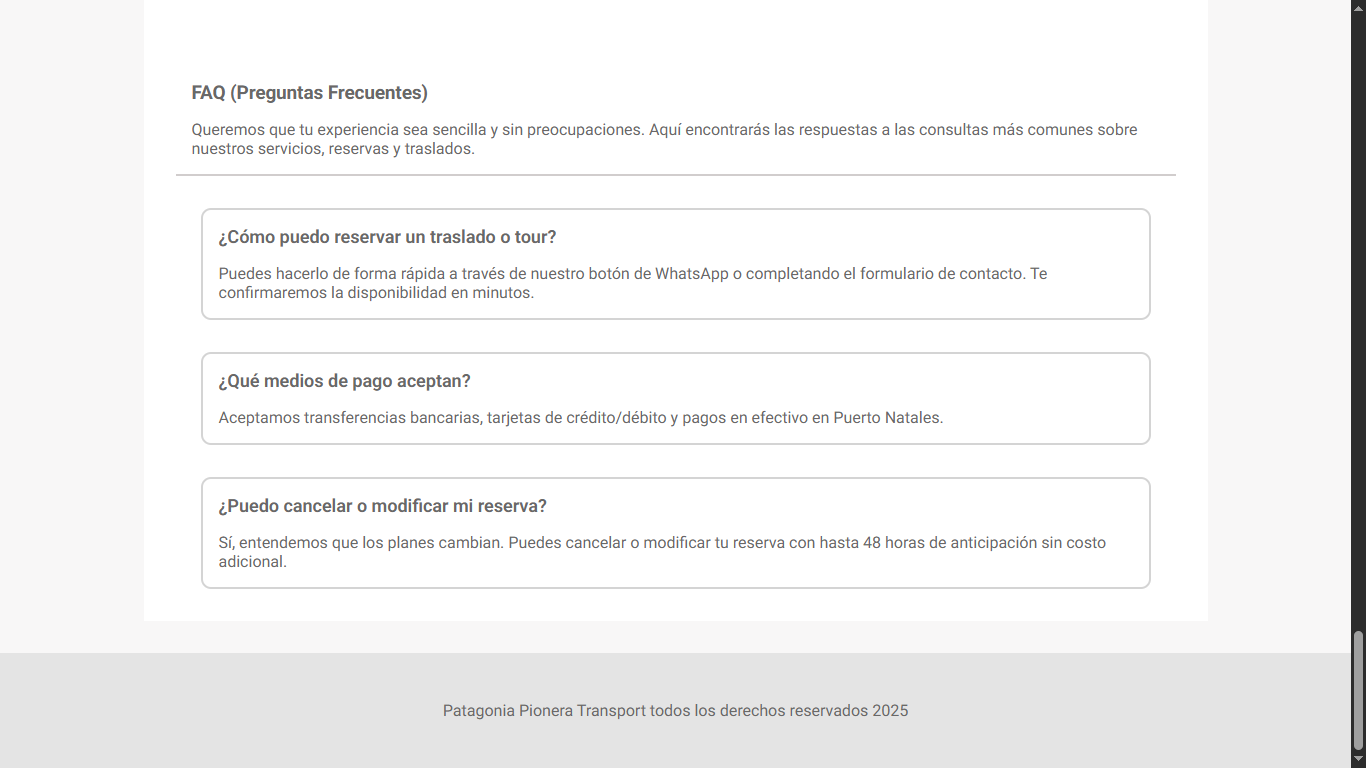 FAQ (Preguntas Frecuentes)
Queremos que tu experiencia sea sencilla y sin preocupaciones. Aquí encontrarás las respuestas a las consultas más comunes sobre
nuestros servicios, reservas y traslados.
¿Cómo puedo reservar un traslado o tour?
Puedes hacerlo de forma rápida a través de nuestro botón de WhatsApp o completando el formulario de contacto. Te
confirmaremos la disponibilidad en minutos.
¿Qué medios de pago aceptan?
Aceptamos transferencias bancarias, tarjetas de crédito/débito y pagos en efectivo en Puerto Natales.
¿Puedo cancelar o modificar mi reserva?
Sí, entendemos que los planes cambian. Puedes cancelar o modificar tu reserva con hasta 48 horas de anticipación sin costo
adicional.
Patagonia Pionera Transport todos los derechos reservados 2025